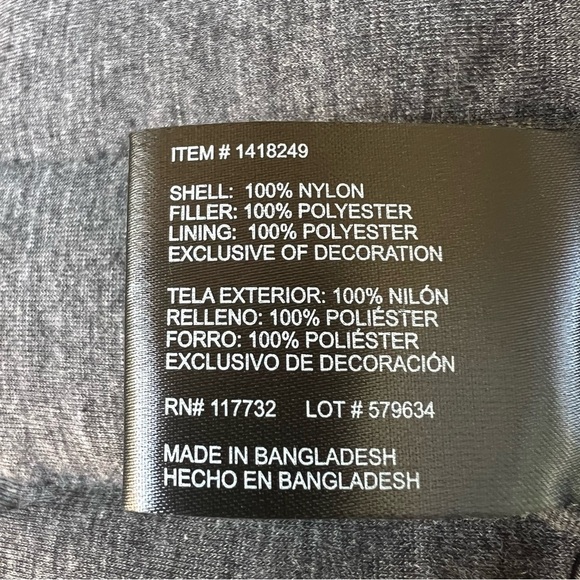 ITEM # 1418249
SHELL: 100% NYLON
FILLER: 100% POLYESTER
LINING: 100% POLYESTER
EXCLUSIVE OF DECORATION
TELA EXTERIOR: 100% NILÓN
RELLENO: 100% POLIÉSTER
FORRO: 100% POLIÉSTER
EXCLUSIVO DE DECORACIÓN
RN# 117732 LOT # 579634
MADE IN BANGLADESH
HECHO EN BANGLADESH